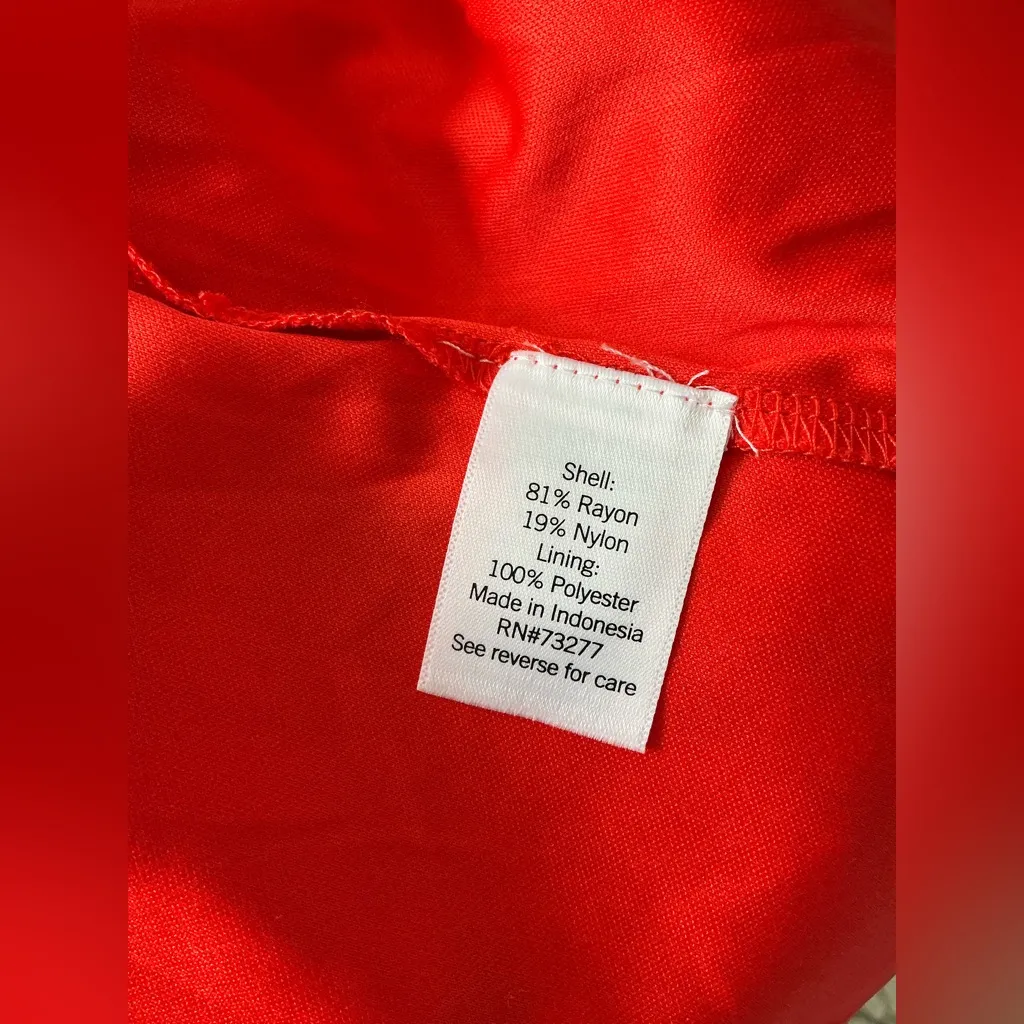 Shell:
81% Rayon
19% Nylon
Lining:
100% Polyester
Made in Indonesia
RN#73277
See reverse for care